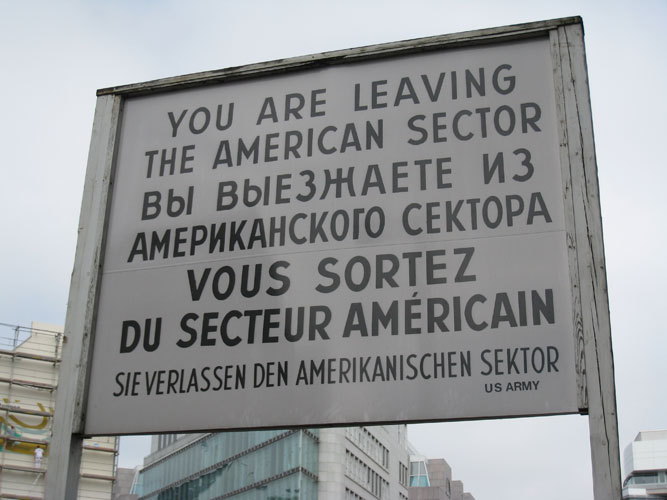 YOU ARE LEAVING
THE AMERICAN SECTOR
ВЫ ВЫЕЗЖАЕТЕ ИЗ
АМЕРИКАНСКОГО СЕКТОРА
VOUS SORTEZ
DU SECTEUR AMÉRICAIN
SIE VERLASSEN DEN AMERIKANISCHEN SEKTOR
US ARMY